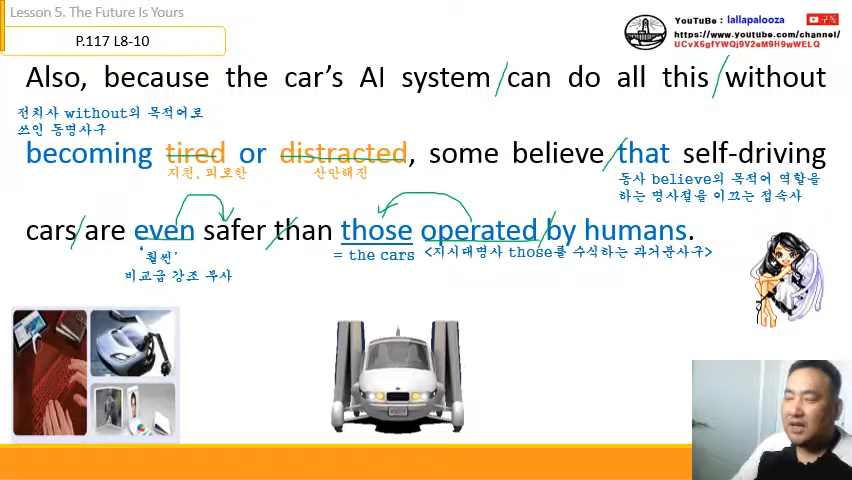 Lesson 5. The Future Is Yours
P.117 L8-10
YouTuBe : lallapalooza
구독
https://www.youtube.com/channel/
UCvX6gfYWQj9V2eM9H9wWELQ
Also, because the car's AI system can do all this without
전치사 without의 목적어로
쓰인 동명사구
becoming tired or distracted, some believe that self-driving
지친, 피로한
산만해진
동사 believe의 목적어 역할을
하는 명사절을 이끄는 접속사
cars are even safer than those operated by humans.
'훨씬'
비교급 강조 부사
= the cars
<지시대명사 those를 수식하는 과거분사구>